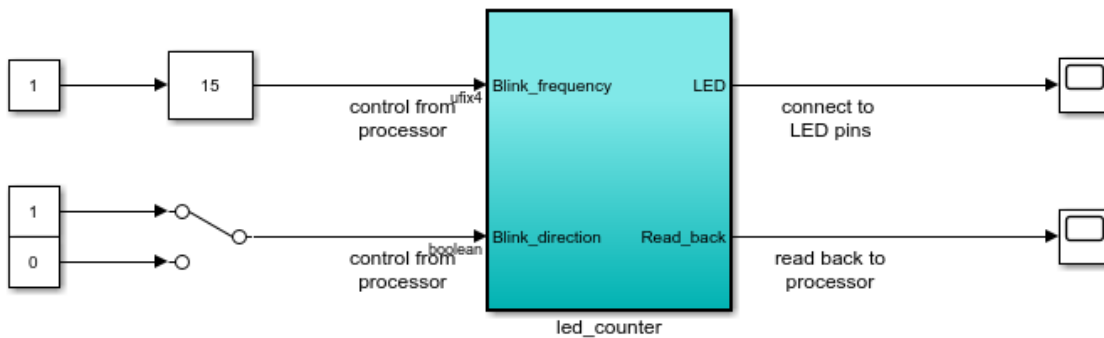 1
15
control from
processor
ufix4
Blink_frequency
LED
connect to
LED pins
1
0
control from
processor
boolean
Blink_direction
Read_back
read back to
processor
led_counter